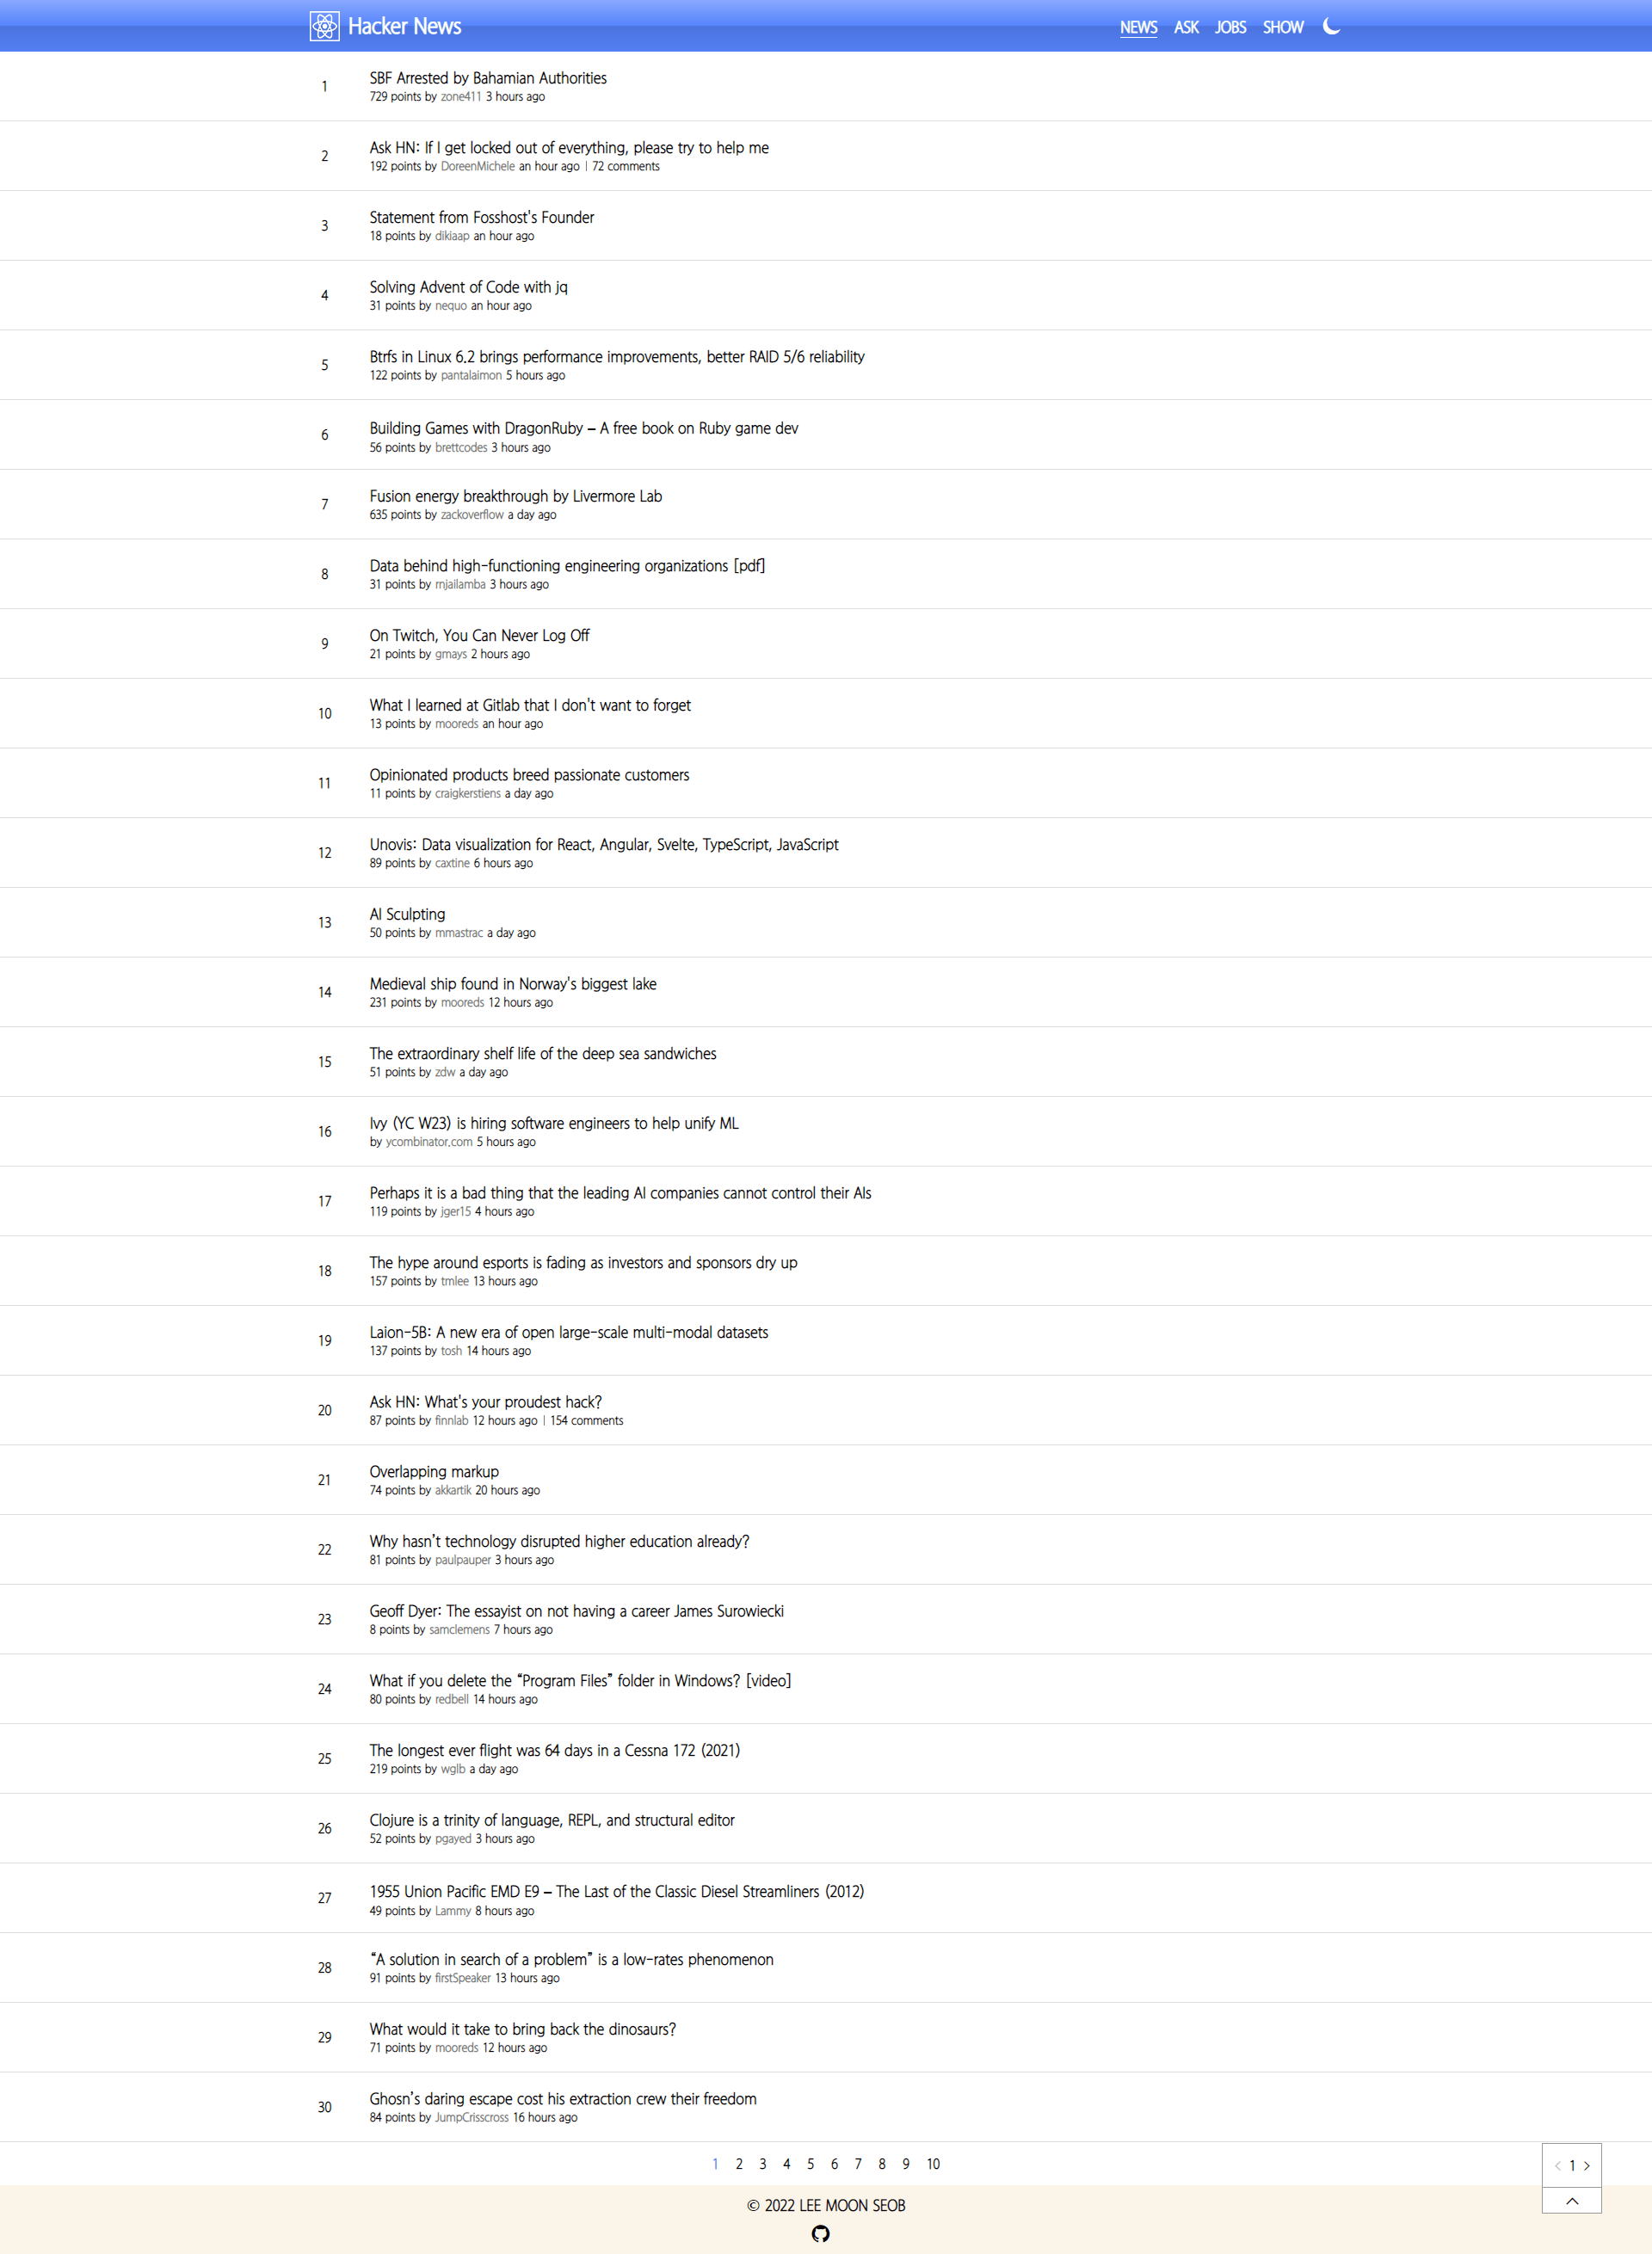 Hacker News
NEWS ASK JOBS SHOW
1
SBF Arrested by Bahamian Authorities
729 points by zone411 3 hours ago
2
Ask HN: If I get locked out of everything, please try to help me
192 points by DoreenMichele an hour ago | 72 comments
3
Statement from Fosshost's Founder
18 points by dikiaap an hour ago
4
Solving Advent of Code with jq
31 points by nequo an hour ago
5
Btrfs in Linux 6.2 brings performance improvements, better RAID 5/6 reliability
122 points by pantalaimon 5 hours ago
6
Building Games with DragonRuby – A free book on Ruby game dev
56 points by brettcodes 3 hours ago
7
Fusion energy breakthrough by Livermore Lab
635 points by zackoverflow a day ago
8
Data behind high-functioning engineering organizations [pdf]
31 points by rnjailamba 3 hours ago
9
On Twitch, You Can Never Log Off
21 points by gmays 2 hours ago
10
What I learned at Gitlab that I don't want to forget
13 points by mooreds an hour ago
11
Opinionated products breed passionate customers
11 points by craigkerstiens a day ago
12
Unovis: Data visualization for React, Angular, Svelte, TypeScript, JavaScript
89 points by caxtine 6 hours ago
13
AI Sculpting
50 points by mmastrac a day ago
14
Medieval ship found in Norway's biggest lake
231 points by mooreds 12 hours ago
15
The extraordinary shelf life of the deep sea sandwiches
51 points by zdw a day ago
16
Ivy (YC W23) is hiring software engineers to help unify ML
by ycombinator.com 5 hours ago
17
Perhaps it is a bad thing that the leading AI companies cannot control their AIs
119 points by jger15 4 hours ago
18
The hype around esports is fading as investors and sponsors dry up
157 points by tmlee 13 hours ago
19
Laion-5B: A new era of open large-scale multi-modal datasets
137 points by tosh 14 hours ago
20
Ask HN: What's your proudest hack?
87 points by finnlab 12 hours ago | 154 comments
21
Overlapping markup
74 points by akkartik 20 hours ago
22
Why hasn’t technology disrupted higher education already?
81 points by paulpauper 3 hours ago
23
Geoff Dyer: The essayist on not having a career James Surowiecki
8 points by samclemens 7 hours ago
24
What if you delete the “Program Files” folder in Windows? [video]
80 points by redbell 14 hours ago
25
The longest ever flight was 64 days in a Cessna 172 (2021)
219 points by wglb a day ago
26
Clojure is a trinity of language, REPL, and structural editor
52 points by pgayed 3 hours ago
27
1955 Union Pacific EMD E9 – The Last of the Classic Diesel Streamliners (2012)
49 points by Lammy 8 hours ago
28
“A solution in search of a problem” is a low-rates phenomenon
91 points by firstSpeaker 13 hours ago
29
What would it take to bring back the dinosaurs?
71 points by mooreds 12 hours ago
30
Ghosn’s daring escape cost his extraction crew their freedom
84 points by JumpCrisscross 16 hours ago
1 2 3 4 5 6 7 8 9 10
< 1 >
© 2022 LEE MOON SEOB